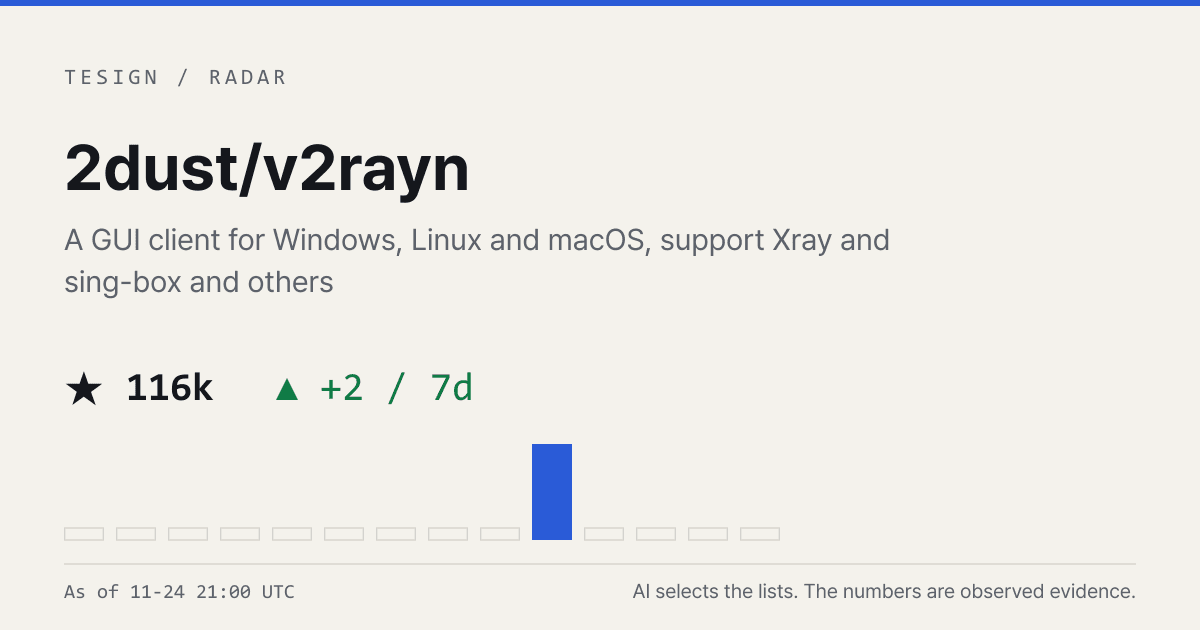 TESIGN / RADAR
2dust/v2rayn
A GUI client for Windows, Linux and macOS, support Xray and
sing-box and others
★ 116k ▲ +2 / 7d
As of 11-24 21:00 UTC
AI selects the lists. The numbers are observed evidence.